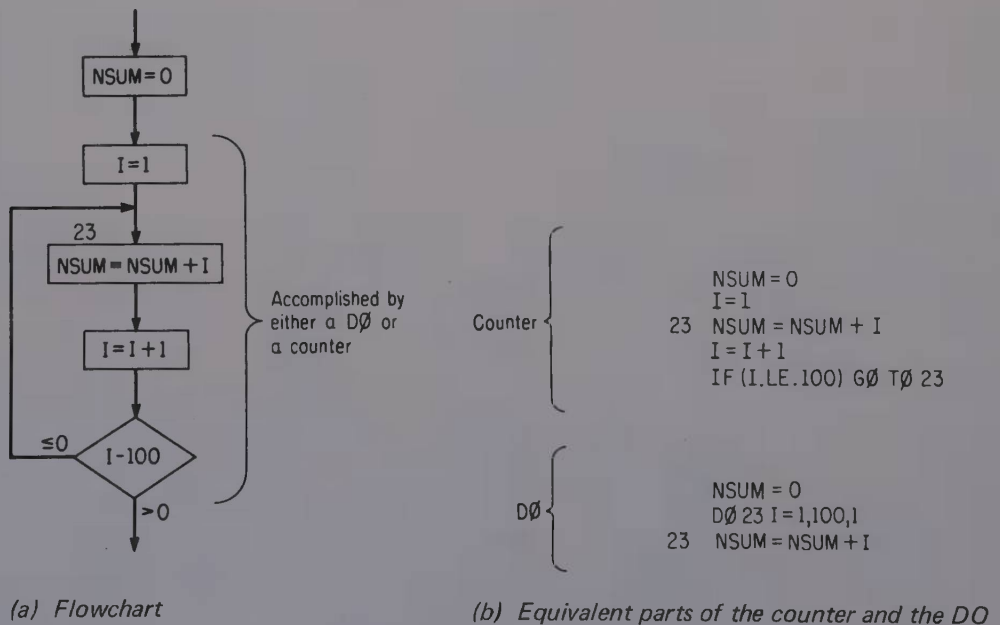 NSUM=0
I=1
23
NSUM=NSUM+I
I=I+1
≤0
I-100
>0
Accomplished by
either a DØ or
a counter
(a) Flowchart
Counter
NSUM=0
I=1
23 NSUM=NSUM + I
I=I+1
IF (I.LE.100) GØ TØ 23
DØ
NSUM = 0
DØ 23 I=1,100,1
23 NSUM=NSUM+I
(b) Equivalent parts of the counter and the DO